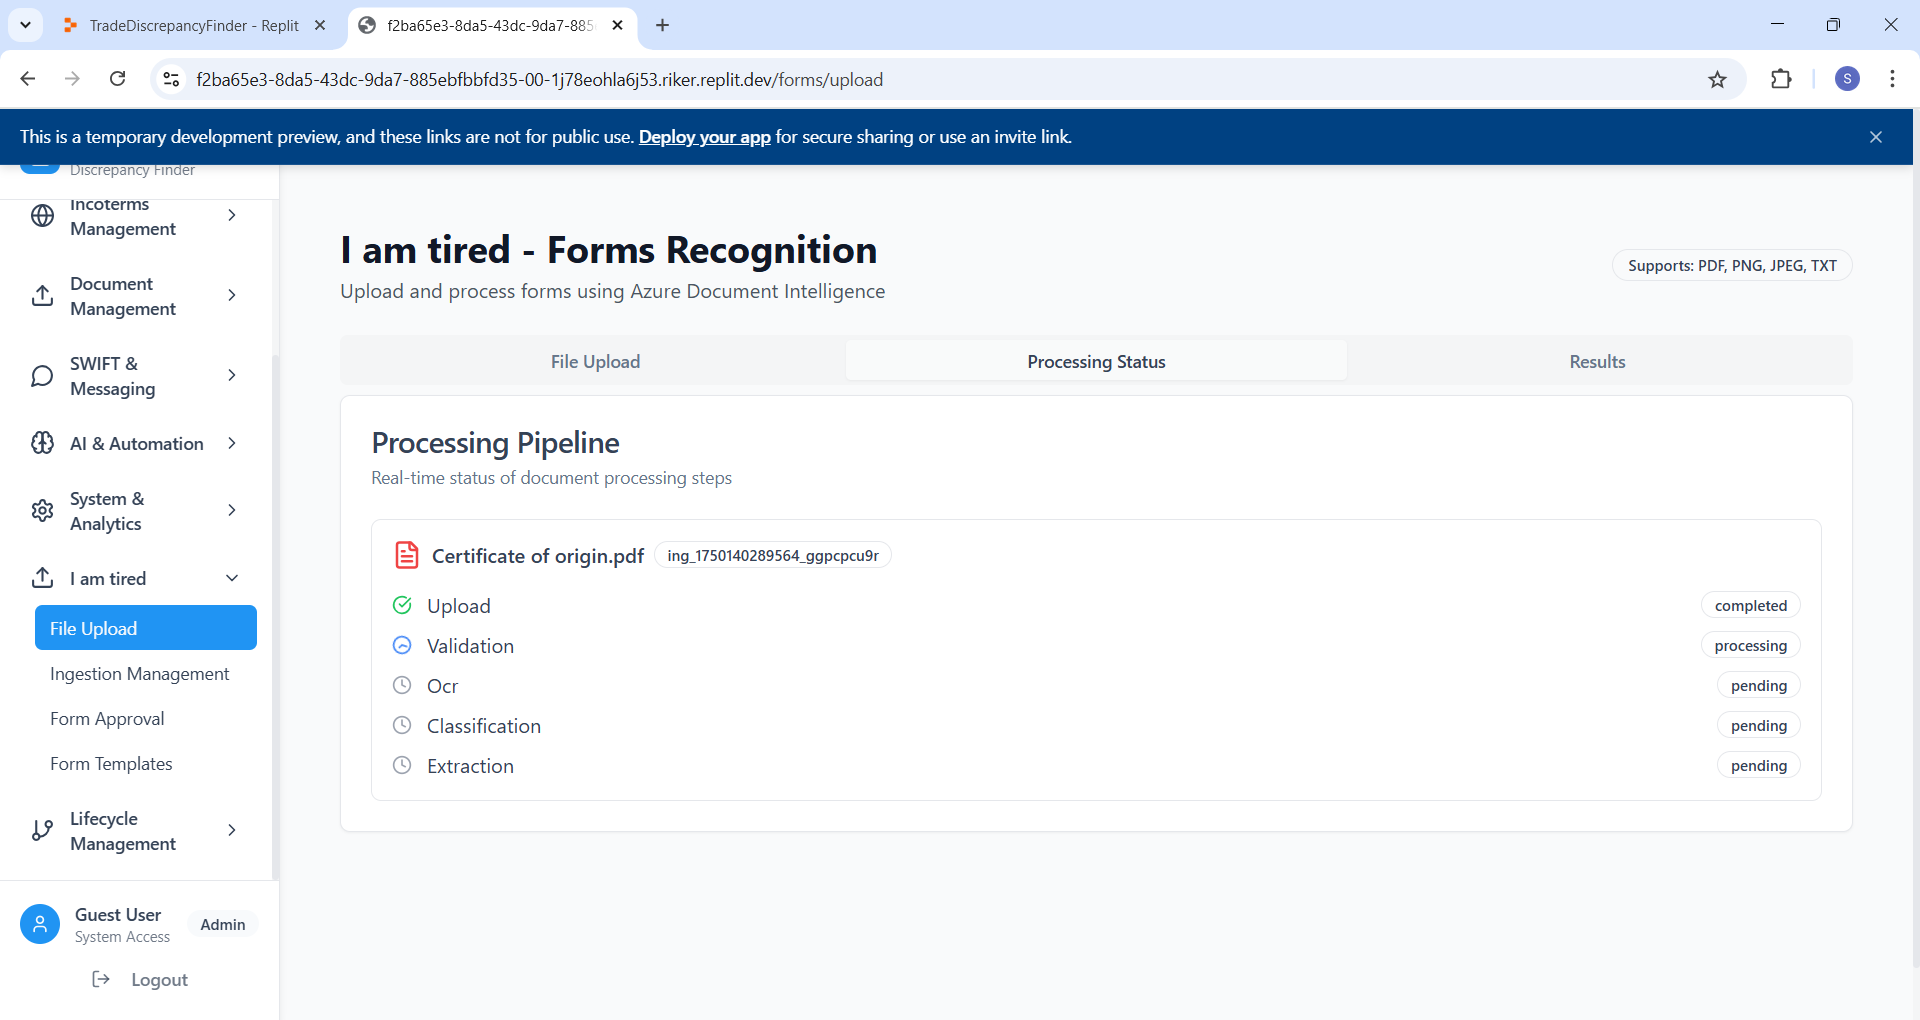 TradeDiscrepancyFinder - Replit
f2ba65e3-8da5-43dc-9da7-885
f2ba65e3-8da5-43dc-9da7-885ebfbbfd35-00-1j78eohla6j53.riker.replit.dev/forms/upload
S
This is a temporary development preview, and these links are not for public use. Deploy your app for secure sharing or use an invite link.
Discrepancy Finder
Incoterms
Management
Document
Management
SWIFT &
Messaging
AI & Automation
System &
Analytics
I am tired
File Upload
Ingestion Management
Form Approval
Form Templates
Lifecycle
Management
Guest User
System Access
Admin
Logout
I am tired - Forms Recognition
Upload and process forms using Azure Document Intelligence
Supports: PDF, PNG, JPEG, TXT
File Upload
Processing Status
Results
Processing Pipeline
Real-time status of document processing steps
Certificate of origin.pdf
ing_1750140289564_ggpcpcu9r
Upload
completed
Validation
processing
Ocr
pending
Classification
pending
Extraction
pending